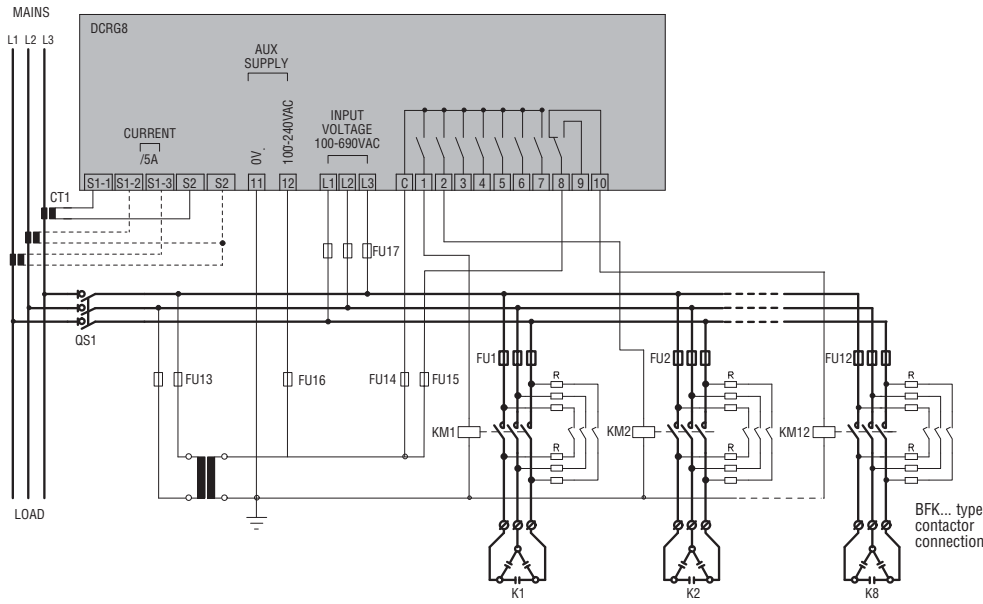 MAINS
L1 L2 L3
DCRG8
AUX
SUPPLY
0V.
100-240VAC
CURRENT
/5A
INPUT
VOLTAGE
100-690VAC
S1-1 S1-2 S1-3 S2 S2 11 12 L1 L2 L3 C 1 2 3 4 5 6 7 8 9 10
CT1
FU17
QS1
FU13 FU16 FU14 FU15 FU1 FU2 FU12
R R R
KM1 KM2 KM12
R R R
LOAD
BFK... type
contactor
connection
K1 K2 K8